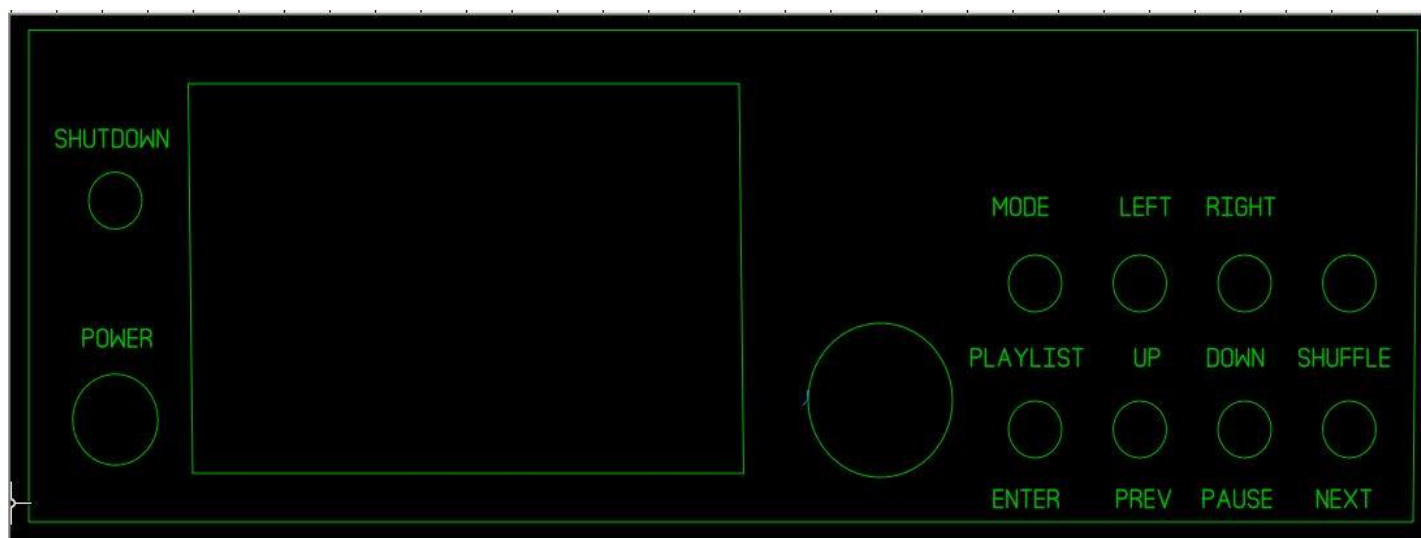 SHUTDOWN
MODE LEFT RIGHT
POWER
PLAYLIST UP DOWN SHUFFLE
ENTER PREV PAUSE NEXT